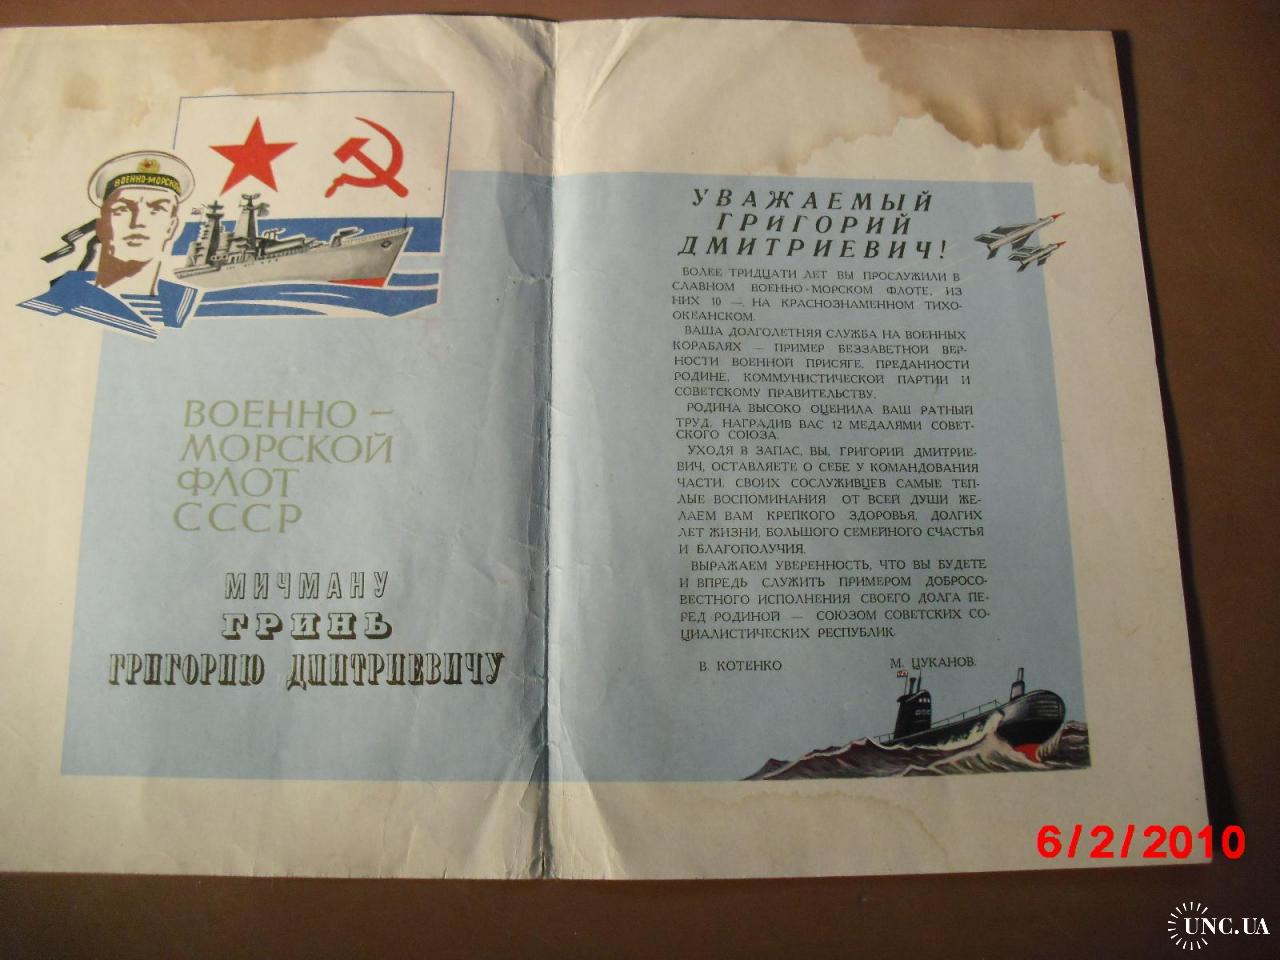 ВОЕННО-МОРСКОЙ
ВОЕННО –
МОРСКОЙ
ФЛОТ
СССР
МИЧМАНУ
ГРИНЬ
ГРИГОРИЮ ДМИТРИЕВИЧУ
УВАЖАЕМЫЙ
ГРИГОРИЙ
ДМИТРИЕВИЧ!
БОЛЕЕ ТРИДЦАТИ ЛЕТ ВЫ ПРОСЛУЖИЛИ В
СЛАВНОМ ВОЕННО-МОРСКОМ ФЛОТЕ, ИЗ
НИХ 10 — НА КРАСНОЗНАМЕННОМ ТИХО-
ОКЕАНСКОМ.
ВАША ДОЛГОЛЕТНЯЯ СЛУЖБА НА ВОЕННЫХ
КОРАБЛЯХ — ПРИМЕР БЕЗЗАВЕТНОЙ ВЕР-
НОСТИ ВОЕННОЙ ПРИСЯГЕ, ПРЕДАННОСТИ
РОДИНЕ, КОММУНИСТИЧЕСКОЙ ПАРТИИ И
СОВЕТСКОМУ ПРАВИТЕЛЬСТВУ.
РОДИНА ВЫСОКО ОЦЕНИЛА ВАШ РАТНЫЙ
ТРУД, НАГРАДИВ ВАС 12 МЕДАЛЯМИ СОВЕТ-
СКОГО СОЮЗА.
УХОДЯ В ЗАПАС, ВЫ, ГРИГОРИЙ ДМИТРИЕ-
ВИЧ, ОСТАВЛЯЕТЕ О СЕБЕ У КОМАНДОВАНИЯ
ЧАСТИ, СВОИХ СОСЛУЖИВЦЕВ САМЫЕ ТЕП-
ЛЫЕ ВОСПОМИНАНИЯ ОТ ВСЕЙ ДУШИ ЖЕ-
ЛАЕМ ВАМ КРЕПКОГО ЗДОРОВЬЯ, ДОЛГИХ
ЛЕТ ЖИЗНИ, БОЛЬШОГО СЕМЕЙНОГО СЧАСТЬЯ
И БЛАГОПОЛУЧИЯ.
ВЫРАЖАЕМ УВЕРЕННОСТЬ, ЧТО ВЫ БУДЕТЕ
И ВПРЕДЬ СЛУЖИТЬ ПРИМЕРОМ ДОБРОСО-
ВЕСТНОГО ИСПОЛНЕНИЯ СВОЕГО ДОЛГА ПЕ-
РЕД РОДИНОЙ — СОЮЗОМ СОВЕТСКИХ СО-
ЦИАЛИСТИЧЕСКИХ РЕСПУБЛИК.
В. КОТЕНКО М. ЦУКАНОВ.
6/2/2010
UNC.UA